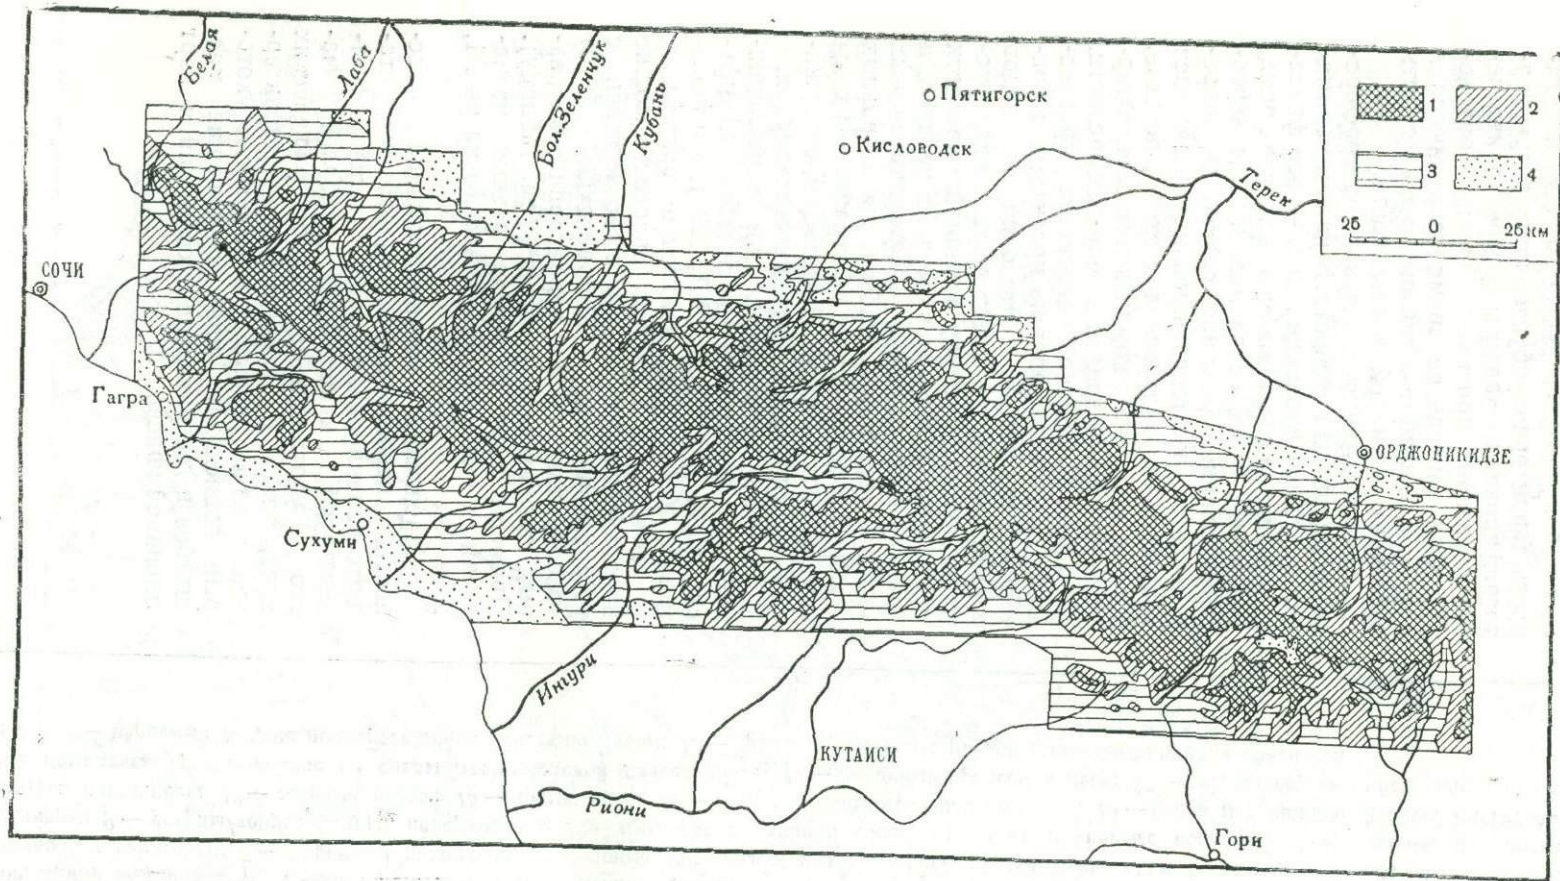 Белая
Лаба
Бол. Зеленчук
Кубань
Пятигорск
Кисловодск
Терек
1
2
3
4
25 0 25 км
СОЧИ
Гагра
ОРДЖОНИКИДЗЕ
Сухуми
Ингури
КУТАИСИ
Риони
Гори